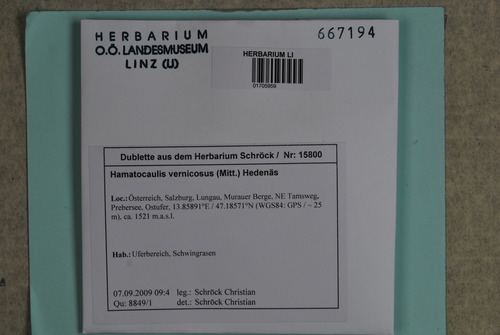 HERBARIUM
O.Ö. LANDESMUSEUM
LINZ (LI)
667194
HERBARIUM LI
01705959
Dublette aus dem Herbarium Schröck / Nr: 15800
Hamatocaulis vernicosus (Mitt.) Hedenäs
Loc.:Österreich, Salzburg, Lungau, Murauer Berge, NE Tamsweg,
Prebersee, Ostufer, 13.85891°E / 47.18571°N (WGS84: GPS / ~ 25
m), ca. 1521 m.a.s.l.
Hab.: Uferbereich, Schwingrasen
07.09.2009 09:4 leg.: Schröck Christian
Qu: 8849/1 det.: Schröck Christian